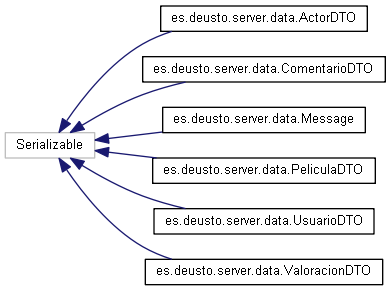 es.deusto.server.data.ActorDTO
es.deusto.server.data.ComentarioDTO
es.deusto.server.data.Message
Serializable
es.deusto.server.data.PeliculaDTO
es.deusto.server.data.UsuarioDTO
es.deusto.server.data.ValoracionDTO